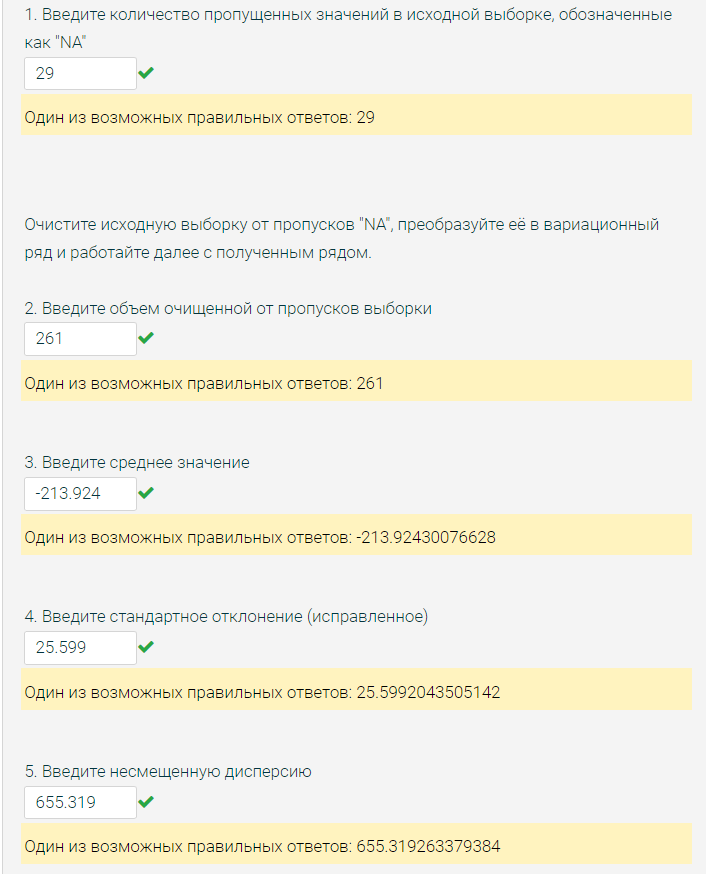 1. Введите количество пропущенных значений в исходной выборке, обозначенные
как "NA"
29
Один из возможных правильных ответов: 29
Очистите исходную выборку от пропусков "NA", преобразуйте её в вариационный
ряд и работайте далее с полученным рядом.
2. Введите объем очищенной от пропусков выборки
261
Один из возможных правильных ответов: 261
3. Введите среднее значение
-213.924
Один из возможных правильных ответов: -213.92430076628
4. Введите стандартное отклонение (исправленное)
25.599
Один из возможных правильных ответов: 25.5992043505142
5. Введите несмещенную дисперсию
655.319
Один из возможных правильных ответов: 655.319263379384